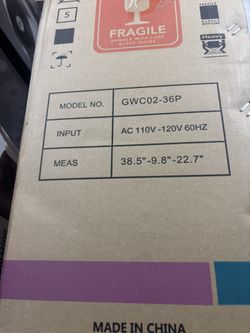 5
FRAGILE
HANDLE WITH CARE
GLASS INSIDE
Heavy
MODEL NO. GWC02-36P
INPUT AC 110V -120V 60HZ
MEAS 38.5"-9.8"-22.7"
MADE IN CHINA